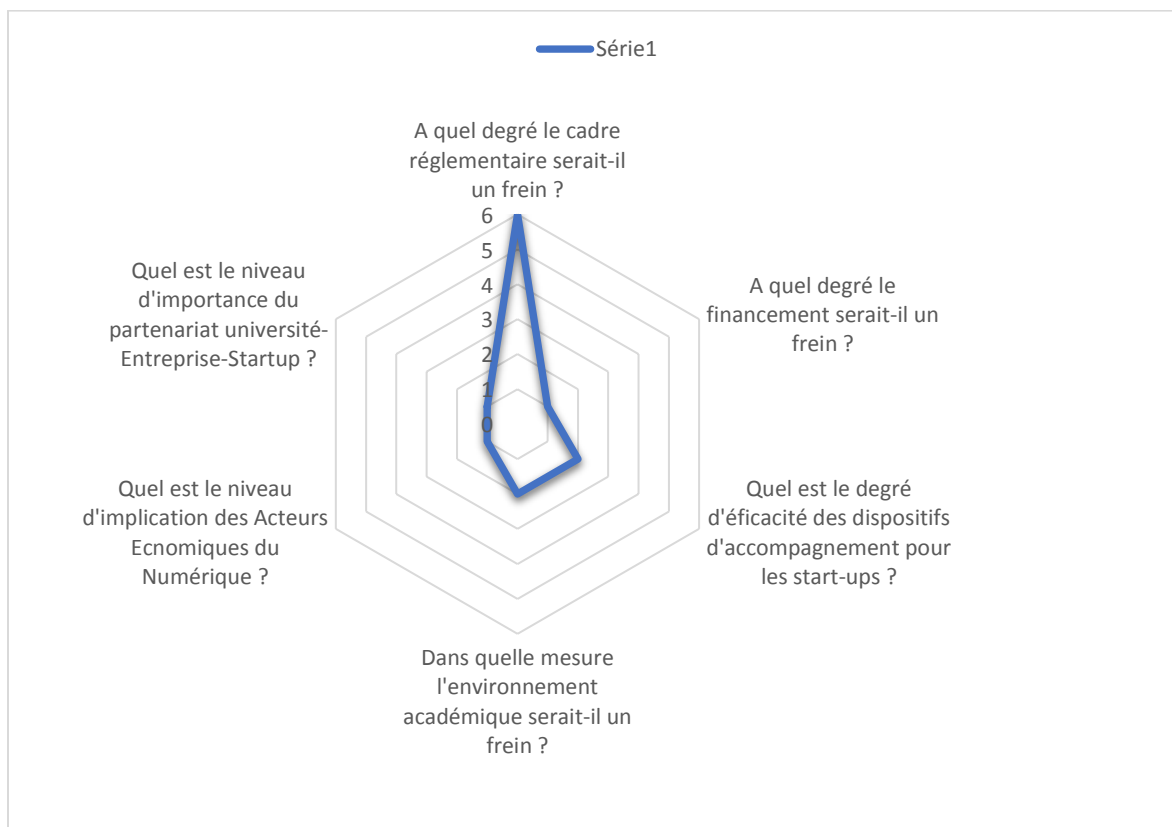 Série1
A quel degré le cadre
réglementaire serait-il
un frein ?
6
5
4
3
2
1
0
A quel degré le
financement serait-il un
frein ?
Quel est le degré
d'éficacité des dispositifs
d'accompagnement pour
les start-ups ?
Dans quelle mesure
l'environnement
académique serait-il un
frein ?
Quel est le niveau
d'implication des Acteurs
Ecnomiques du
Numérique ?
Quel est le niveau
d'importance du
partenariat université-
Entreprise-Startup ?